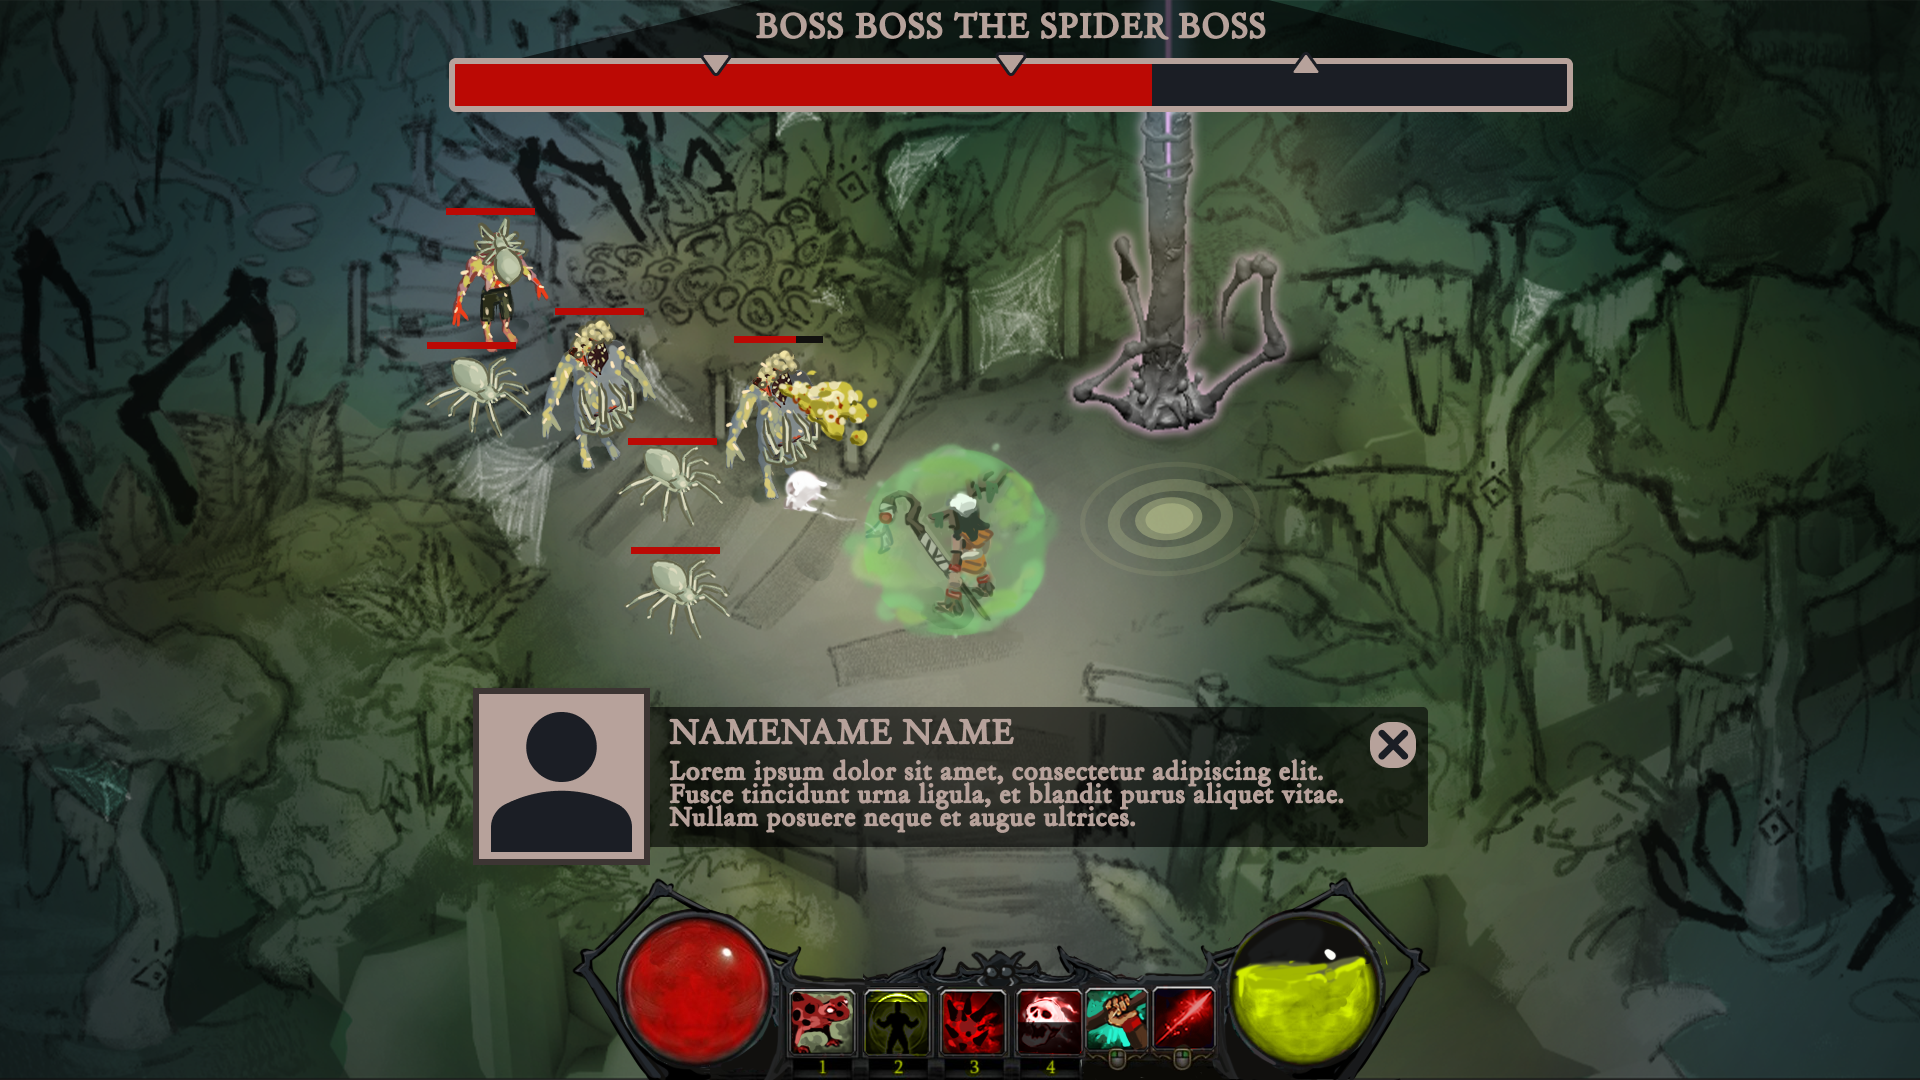 BOSS BOSS THE SPIDER BOSS
NAMENAME NAME
Lorem ipsum dolor sit amet, consectetur adipiscing elit.
Fusce tincidunt urna ligula, et blandit purus aliquet vitae.
Nullam posuere neque et augue ultrices.
1 2 3 4